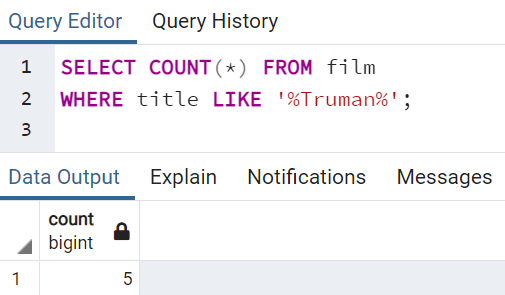 Query Editor Query History
1 SELECT COUNT(*) FROM film
2 WHERE title LIKE '%Truman%';
3
Data Output Explain Notifications Messages
count
bigint
1 5